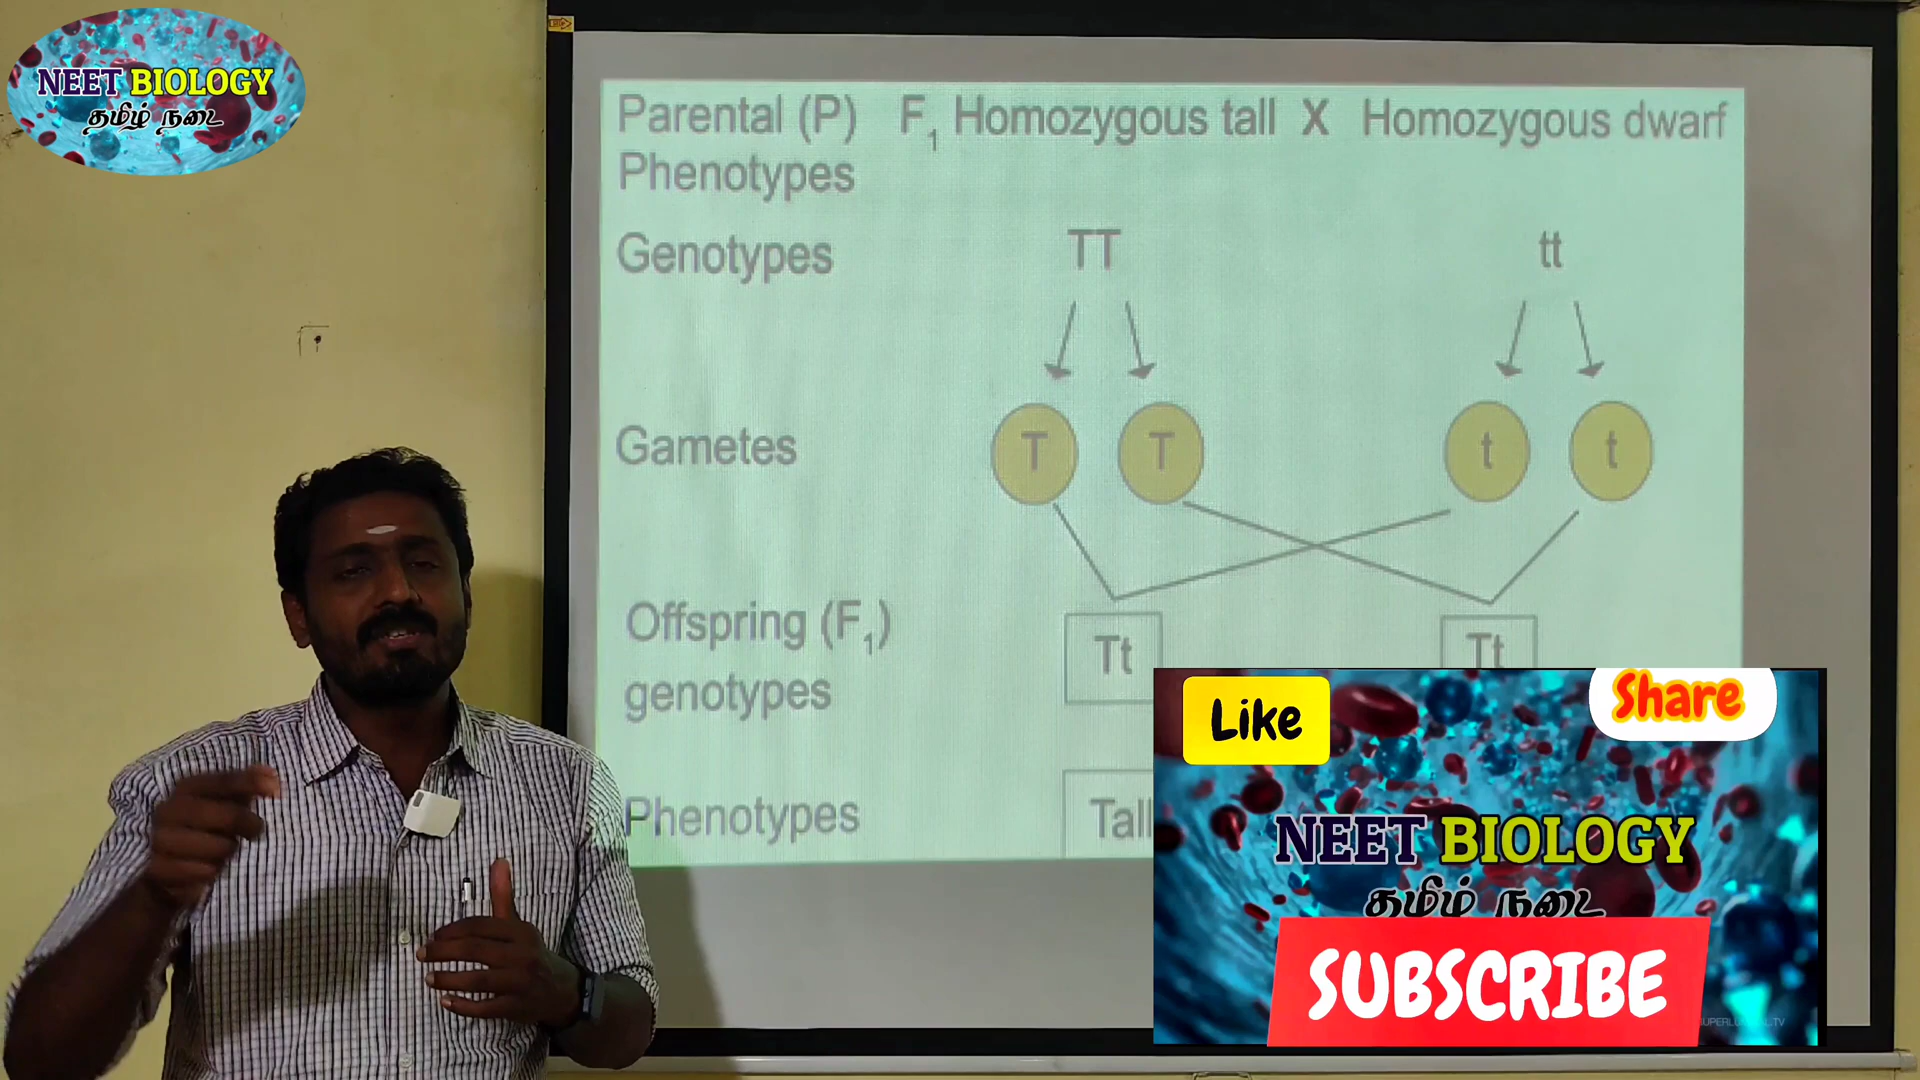 NEET BIOLOGY
தமிழ் நடை
Parental (P) F1 Homozygous tall X Homozygous dwarf
Phenotypes
Genotypes TT tt
Gametes T T t t
Offspring (F1)
genotypes Tt Tt
Phenotypes Tall
Like Share
NEET BIOLOGY
தமிழ் நடை
SUBSCRIBE